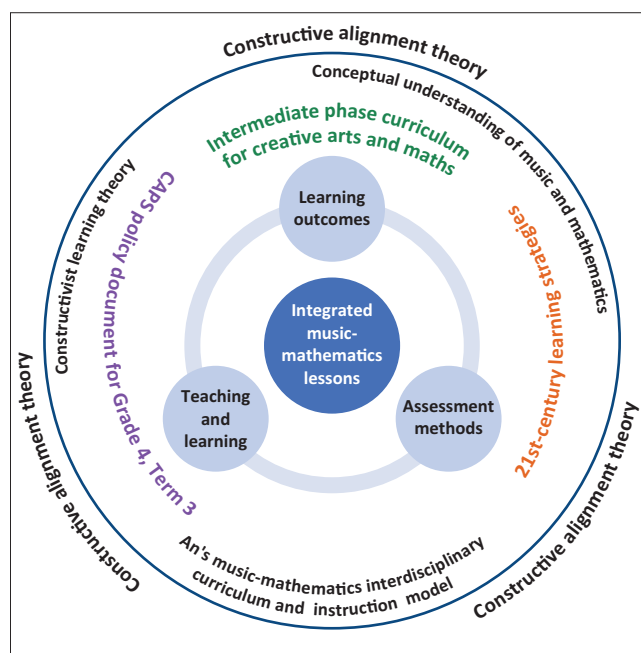 Constructive alignment theory
Conceptual understanding of music and mathematics
Intermediate phase curriculum
for creative arts and maths
Constructivist learning theory
CAPS policy document for Grade 4, Term 3
21st-century learning strategies
Learning
outcomes
Integrated
music-
mathematics
lessons
Teaching
and
learning
Assessment
methods
An's music-mathematics interdisciplinary
curriculum and instruction model
Constructive alignment theory
Constructive alignment theory